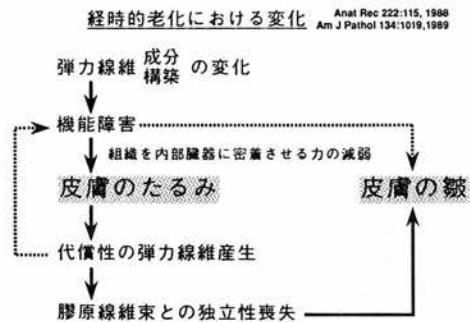 経時的老化における変化
Anat Rec 222:115, 1988
Am J Pathol 134:1019,1989
弾力線維 成分 構築 の変化
機能障害
組織を内部臓器に密着させる力の減弱
皮膚のたるみ
皮膚の皺
代償性の弾力線維産生
膠原線維束との独立性喪失